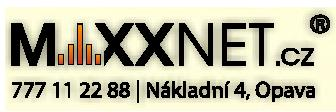 MAXXNET.CZ ®
777 11 22 88 | Nákladní 4, Opava